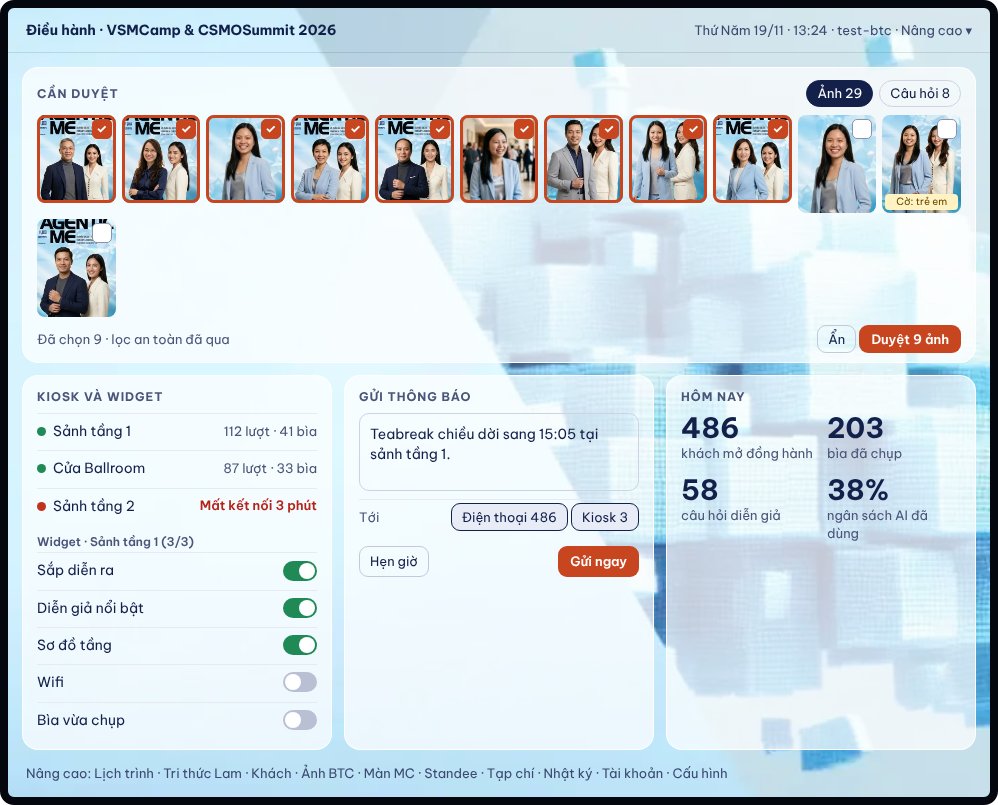 Điều hành · VSMCamp & CSMOSummit 2026
Thứ Năm 19/11 · 13:24 · test-btc · Nâng cao ▾
CẦN DUYỆT
Ảnh 29
Câu hỏi 8
ME
ME
ME
ME
ME
Cờ: trẻ em
AGENTIC
ME
Đã chọn 9 · lọc an toàn đã qua
Ẩn
Duyệt 9 ảnh
KIOSK VÀ WIDGET
Sảnh tầng 1
112 lượt · 41 bìa
Cửa Ballroom
87 lượt · 33 bìa
Sảnh tầng 2
Mất kết nối 3 phút
Widget · Sảnh tầng 1 (3/3)
Sắp diễn ra
Diễn giả nổi bật
Sơ đồ tầng
Wifi
Bìa vừa chụp
GỬI THÔNG BÁO
Teabreak chiều dời sang 15:05 tại
sảnh tầng 1.
Tới
Điện thoại 486
Kiosk 3
Hẹn giờ
Gửi ngay
HÔM NAY
486
khách mở đồng hành
203
bìa đã chụp
58
câu hỏi diễn giả
38%
ngân sách AI đã
dùng
Nâng cao: Lịch trình · Tri thức Lam · Khách · Ảnh BTC · Màn MC · Standee · Tạp chí · Nhật ký · Tài khoản · Cấu hình